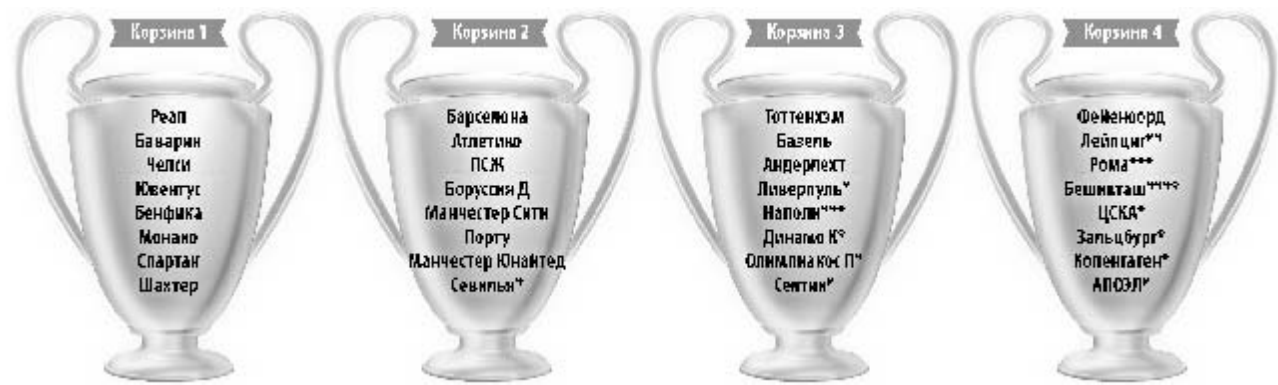 Корзина 1
Реал
Бавария
Челси
Ювентус
Бенфика
Монако
Спартак
Шахтер
Корзина 2
Барселона
Атлетико
ПСЖ
Боруссия Д
Манчестер Сити
Порту
Манчестер Юнайтед
Севилья**
Корзина 3
Тоттенхэм
Базель
Андерлехт
Ливерпуль*
Наполи***
Динамо К*
Олимпиакос П*
Селтик*
Корзина 4
Фейеноорд
Лейпциг**
Рома***
Бешикташ****
ЦСКА*
Зальцбург*
Копенгаген*
АПОЭЛ*